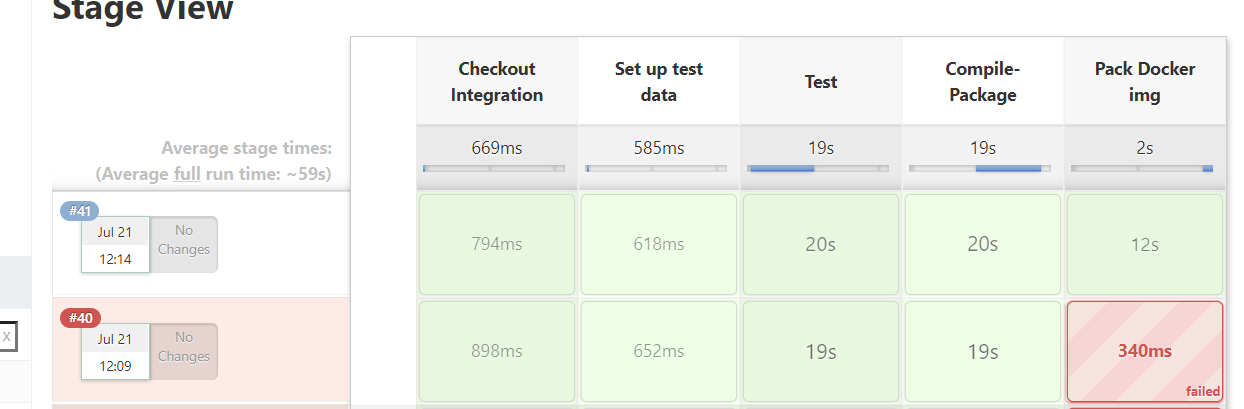 Stage View
Checkout Integration
Set up test data
Test
Compile-Package
Pack Docker img
Average stage times:
(Average full run time: ~59s)
669ms
585ms
19s
19s
2s
#41
Jul 21
12:14
No
Changes
794ms
618ms
20s
20s
12s
#40
Jul 21
12:09
No
Changes
898ms
652ms
19s
19s
340ms
failed
X